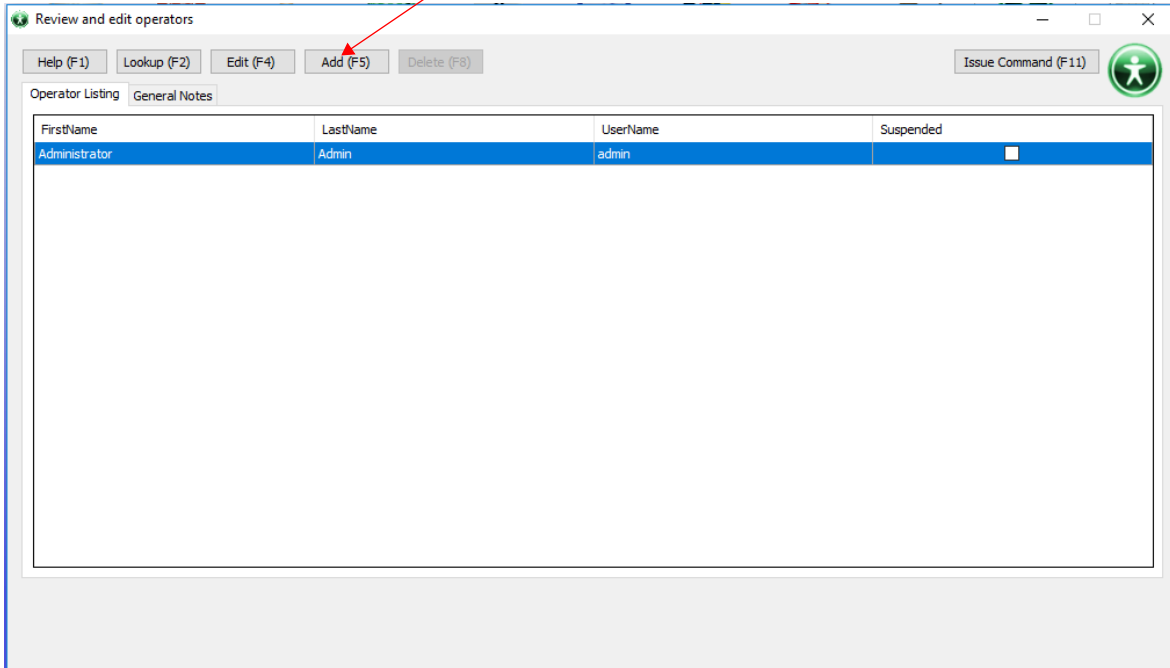 Review and edit operators
Help (F1) Lookup (F2) Edit (F4) Add (F5) Delete (F8) Issue Command (F11)
Operator Listing General Notes
FirstName LastName UserName Suspended
Administrator Admin admin